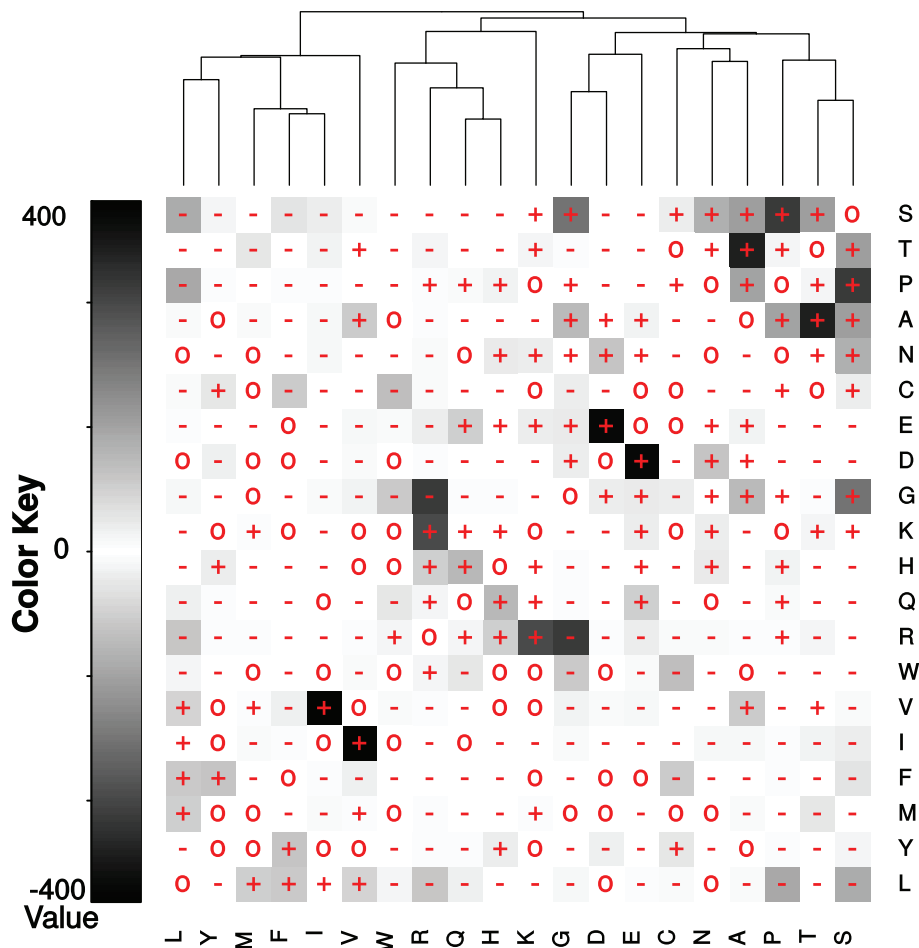 400
0
-400
Value
Color Key
- - - - - - - - - - + + - - + + + + + O S
- - - - - + - - - - + - - - O + + + O + T
- - - - - - - + + + O + - - + O + O + + P
- O - - - + O - - - - + + + - - O + + + A
O - O - - - - - O + + + + + - O - O + + N
- + O - - - - - - - O - - O O - - + O + C
- - - O - - - - + + + + + O O + + - - - E
O - O O - - O - - - - + O + - + + - - - D
- - O - - - - - - - - O + + - + + + - + G
- O + O - O O + + + O - - + O + - O + + K
- + - - - O O + + O + - - + - + - + - - H
- - - - O - - + O + + - - + - O - + - - Q
- - - - - - + O + + + - - - - - - + - - R
- - O - O - O + - O O - O - - - O - - - W
+ O + - + O - - - O O - - - - - + - + - V
+ O - - O + O - O - - - - - - - - - - - I
+ + - O - - - - - - O - O O - - - - - - F
+ O O - - + O - - - + O O - O O - - - - M
- O O + O O - - - + O - - - + - O - - - Y
O - + + + + - - - - - - O - - O - - - - L
L Y M F I V W R Q H K G D E C N A P T S